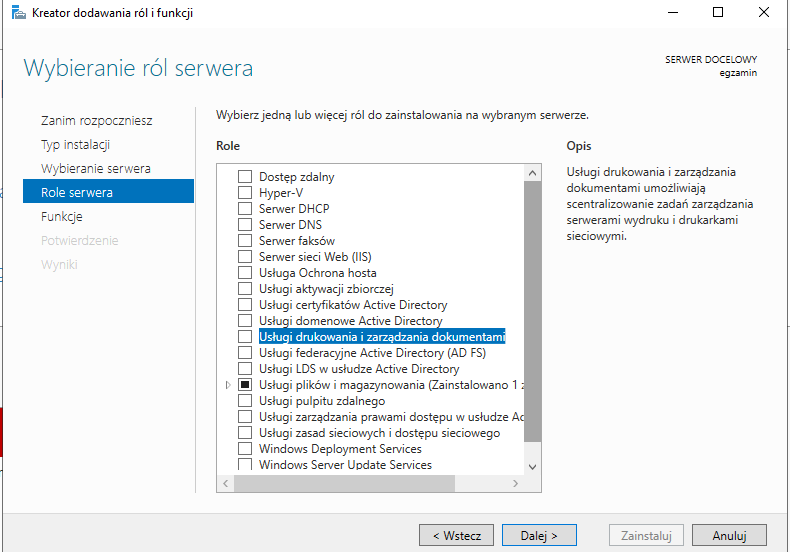 Kreator dodawania ról i funkcji
Wybieranie ról serwera
SERWER DOCELOWY
egzamin
Zanim rozpoczniesz
Typ instalacji
Wybieranie serwera
Role serwera
Funkcje
Potwierdzenie
Wyniki
Wybierz jedną lub więcej ról do zainstalowania na wybranym serwerze.
Role
Dostęp zdalny
Hyper-V
Serwer DHCP
Serwer DNS
Serwer faksów
Serwer sieci Web (IIS)
Usługa Ochrona hosta
Usługi aktywacji zbiorczej
Usługi certyfikatów Active Directory
Usługi domenowe Active Directory
Usługi drukowania i zarządzania dokumentami
Usługi federacyjne Active Directory (AD FS)
Usługi LDS w usłudze Active Directory
Usługi plików i magazynowania (Zainstalowano 1 z
Usługi pulpitu zdalnego
Usługi zarządzania prawami dostępu w usłudze Ac
Usługi zasad sieciowych i dostępu sieciowego
Windows Deployment Services
Windows Server Update Services
Opis
Usługi drukowania i zarządzania
dokumentami umożliwiają
scentralizowanie zadań zarządzania
serwerami wydruku i drukarkami
sieciowymi.
< Wstecz
Dalej >
Zainstaluj
Anuluj